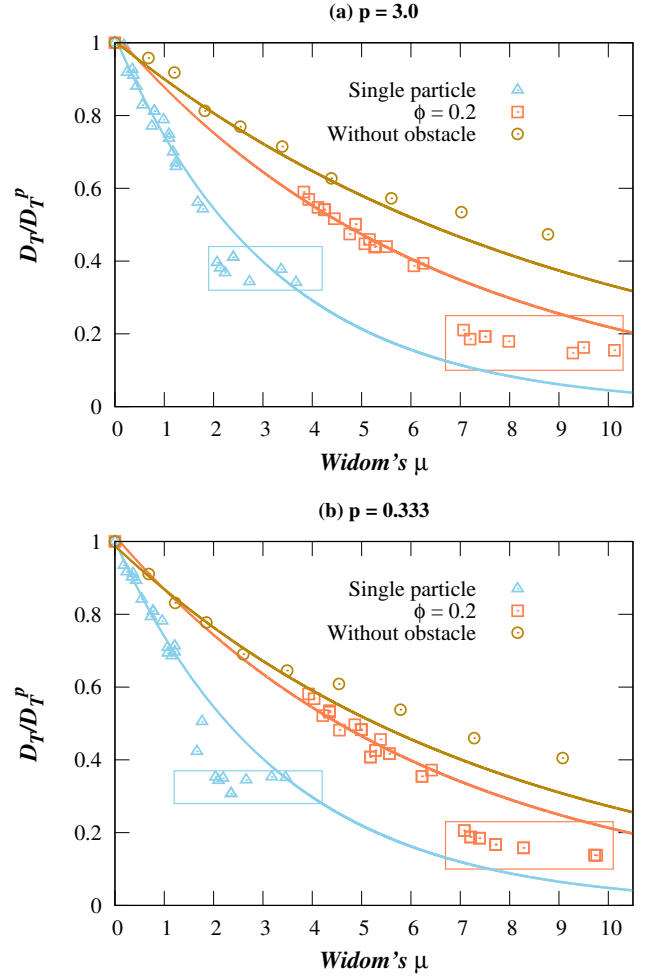 (a) p = 3.0
1
0.8
0.6
0.4
0.2
0
D_T/D_T^p
Single particle
ϕ = 0.2
Without obstacle
0 1 2 3 4 5 6 7 8 9 10
Widom's μ
(b) p = 0.333
1
0.8
0.6
0.4
0.2
0
D_T/D_T^p
Single particle
ϕ = 0.2
Without obstacle
0 1 2 3 4 5 6 7 8 9 10
Widom's μ